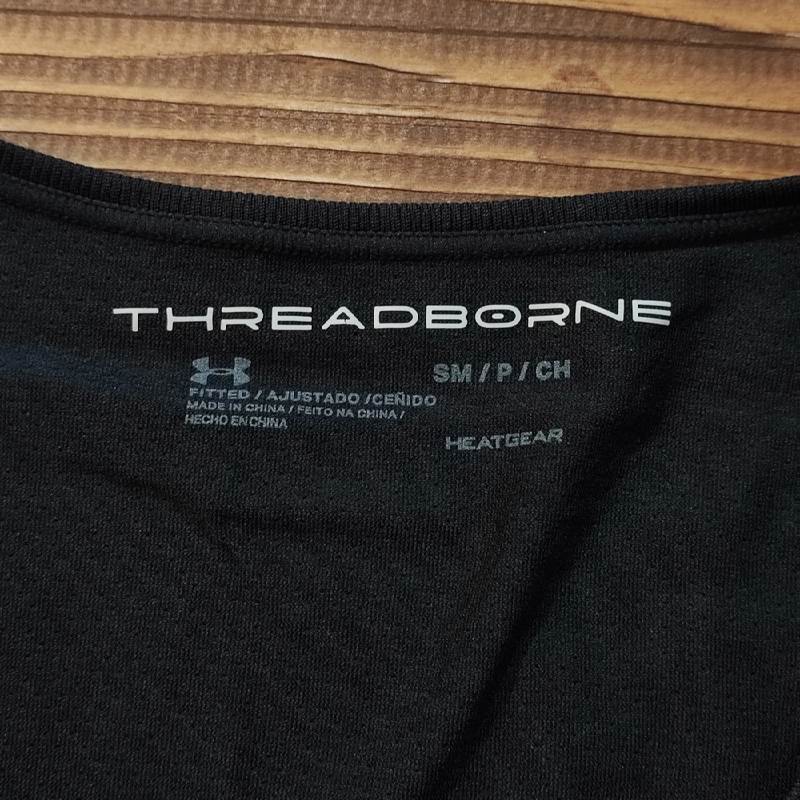 THREADBORNE
SM / P / CH
FITTED / AJUSTADO /CEÑIDO
MADE IN CHINA / FEITO NA CHINA /
HECHO EN CHINA
HEATGEAR